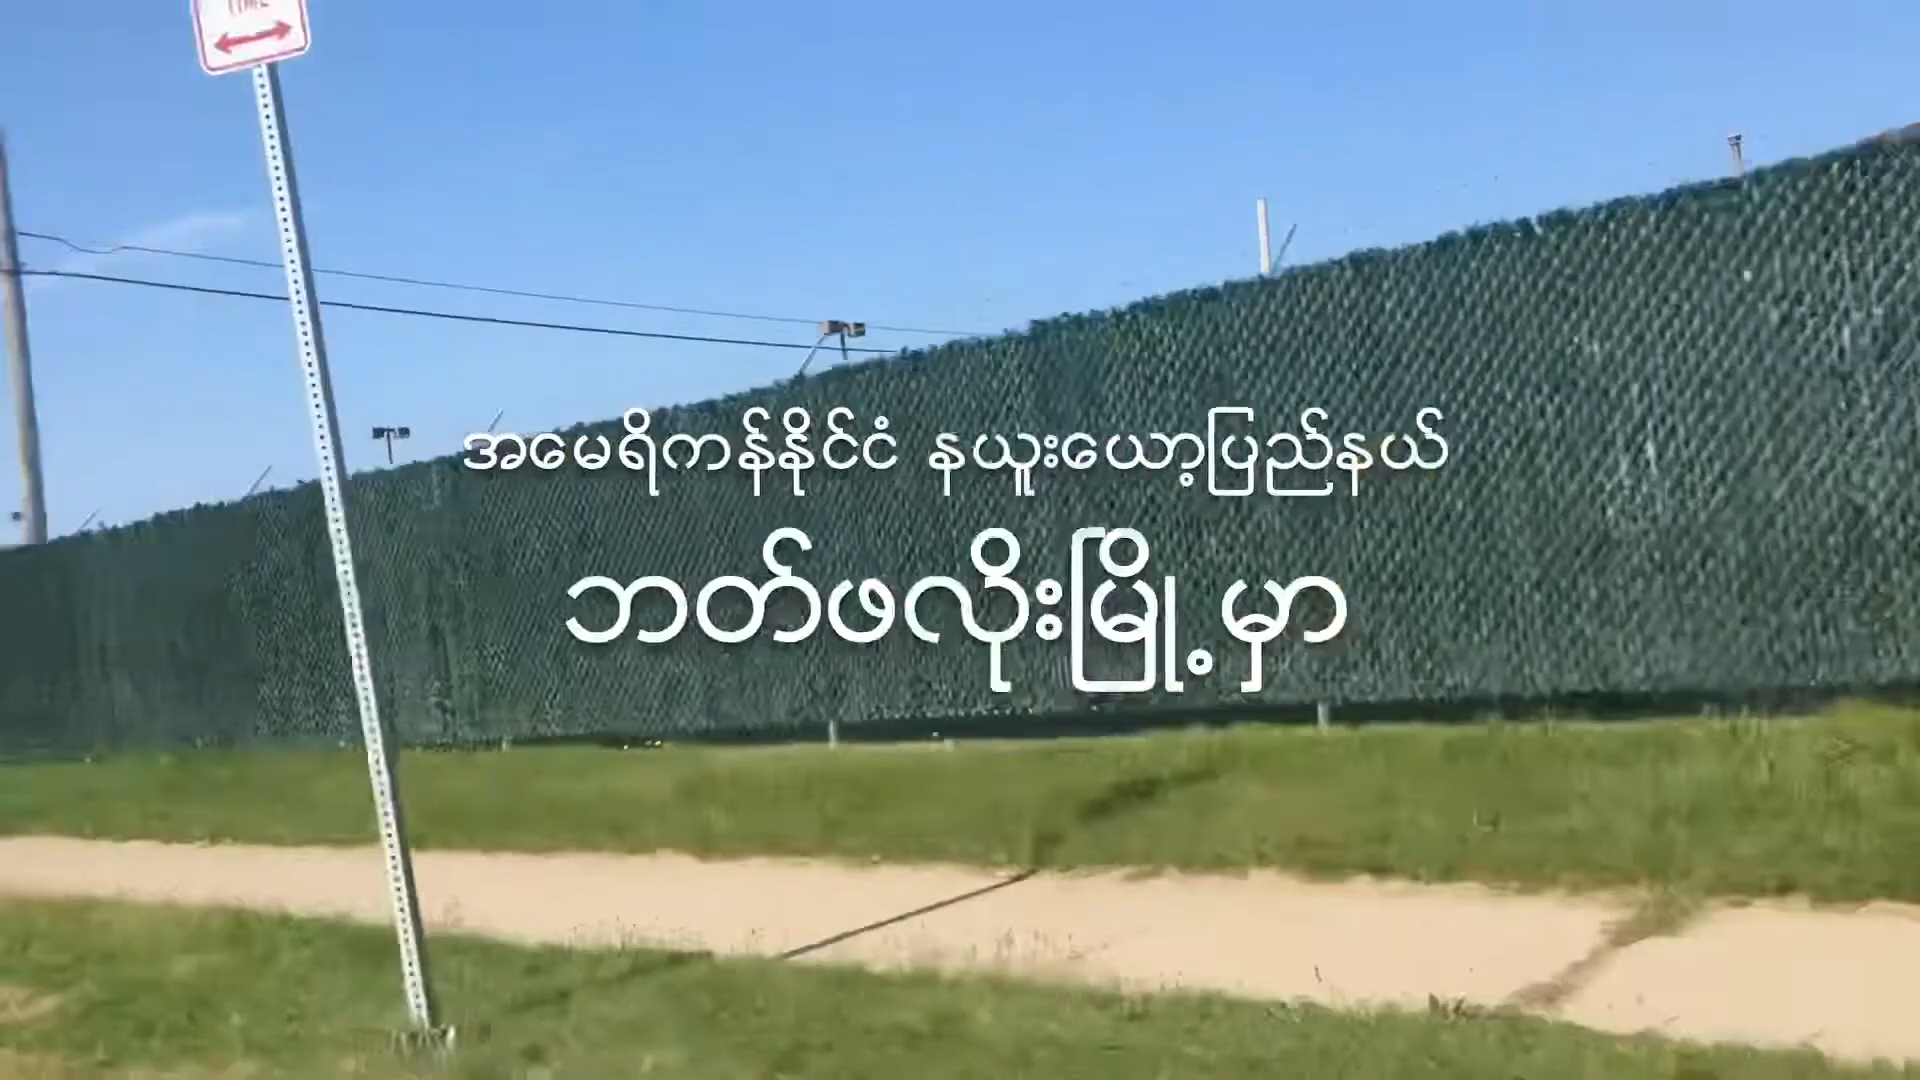 TIME
အမေရိကန်နိုင်ငံ နယူးယော့ပြည်နယ်
ဘတ်ဖလိုးမြို့မှာ